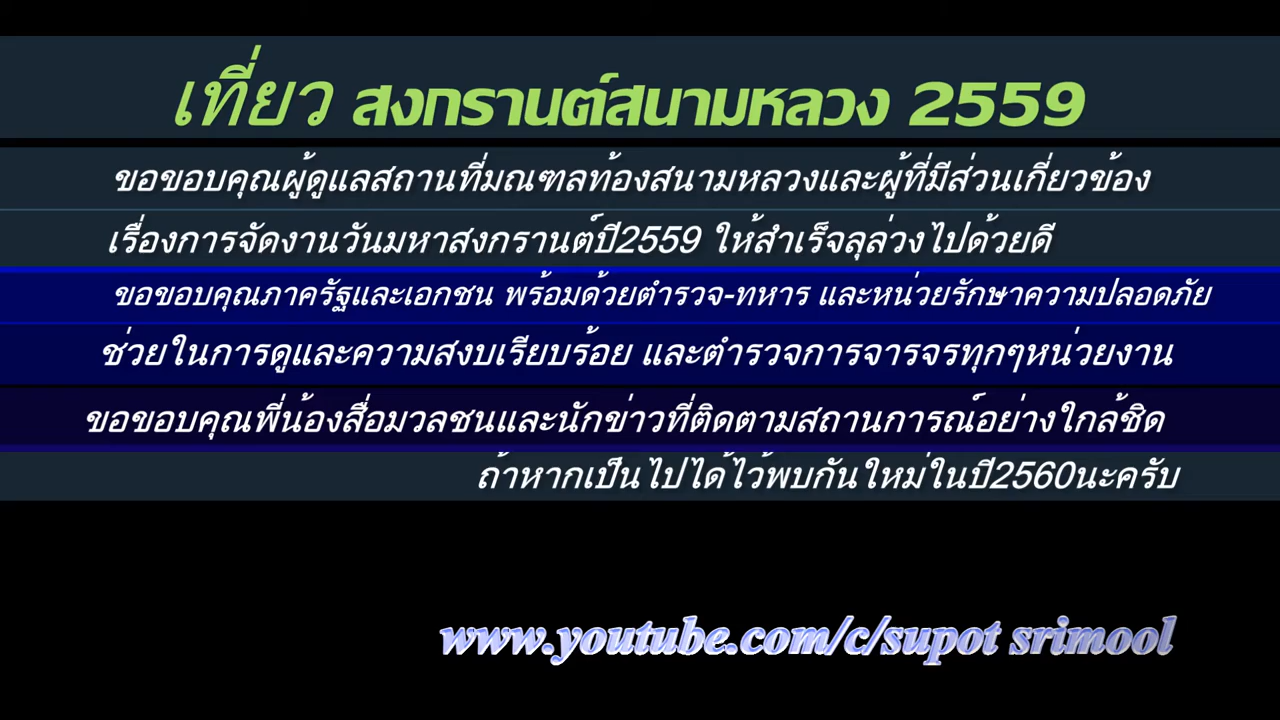 เที่ยว สงกรานต์สนามหลวง 2559
ขอขอบคุณผู้ดูแลสถานที่มณฑลท้องสนามหลวงและผู้ที่มีส่วนเกี่ยวข้อง
เรื่องการจัดงานวันมหาสงกรานต์ปี2559 ให้สำเร็จลุล่วงไปด้วยดี
ขอขอบคุณภาครัฐและเอกชน พร้อมด้วยตำรวจ-ทหาร และหน่วยรักษาความปลอดภัย
ช่วยในการดูและความสงบเรียบร้อย และตำรวจการจารจรทุกๆหน่วยงาน
ขอขอบคุณพี่น้องสื่อมวลชนและนักข่าวที่ติดตามสถานการณ์อย่างใกล้ชิด
ถ้าหากเป็นไปได้ไว้พบกันใหม่ในปี2560นะครับ
www.youtube.com/c/supot srimool